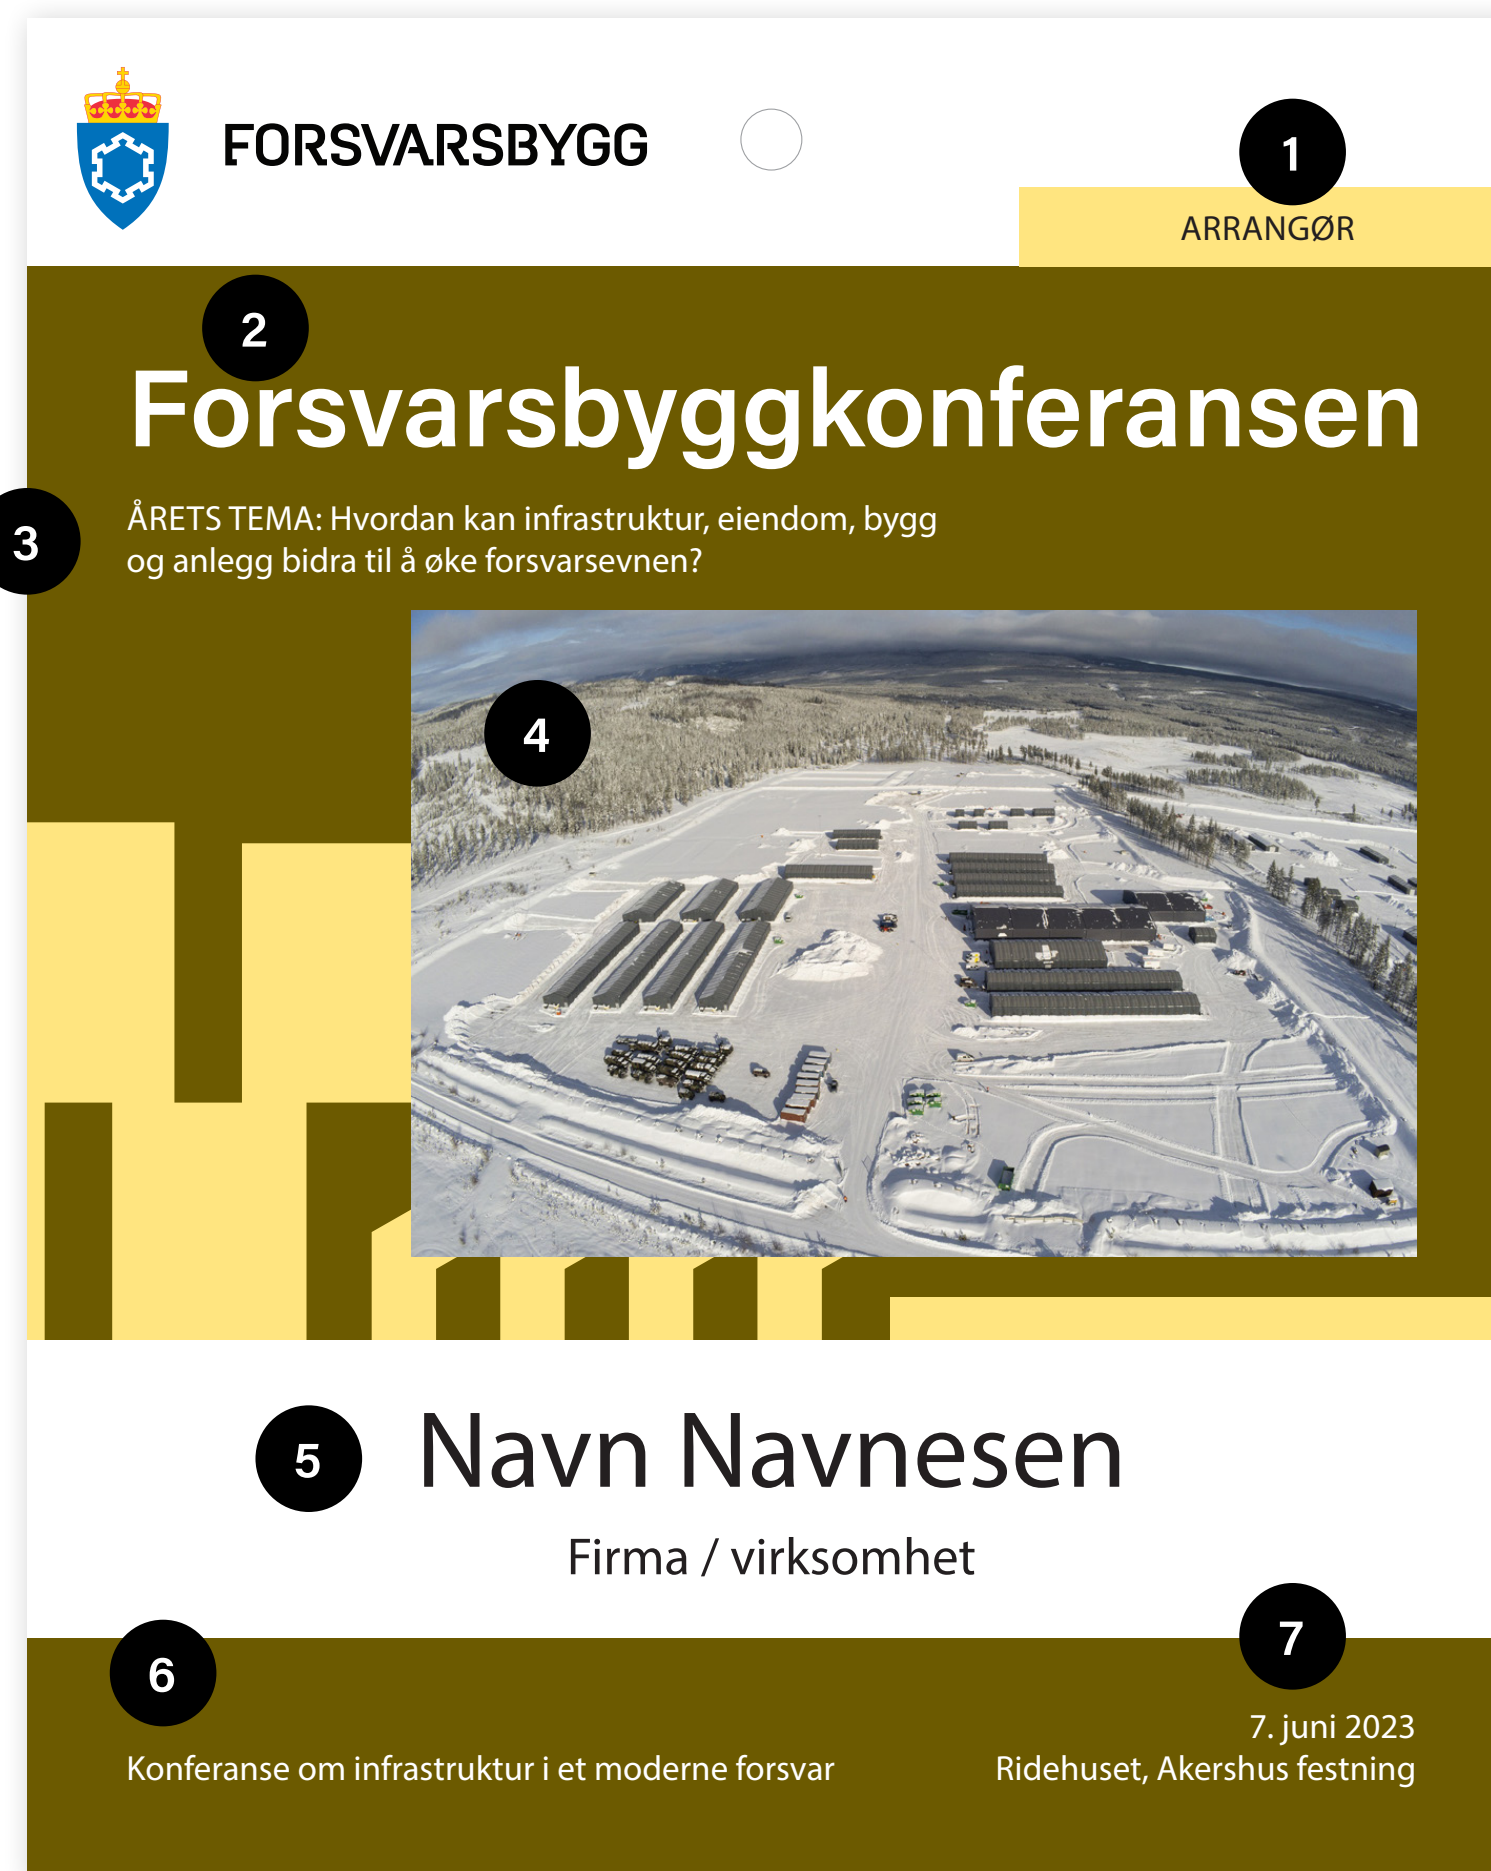 FORSVARSBYGG
1
ARRANGØR
2
Forsvarsbyggkonferansen
3
ÅRETS TEMA: Hvordan kan infrastruktur, eiendom, bygg
og anlegg bidra til å øke forsvarsevnen?
4
5
Navn Navnesen
Firma / virksomhet
6
7
Konferanse om infrastruktur i et moderne forsvar
7. juni 2023
Ridehuset, Akershus festning